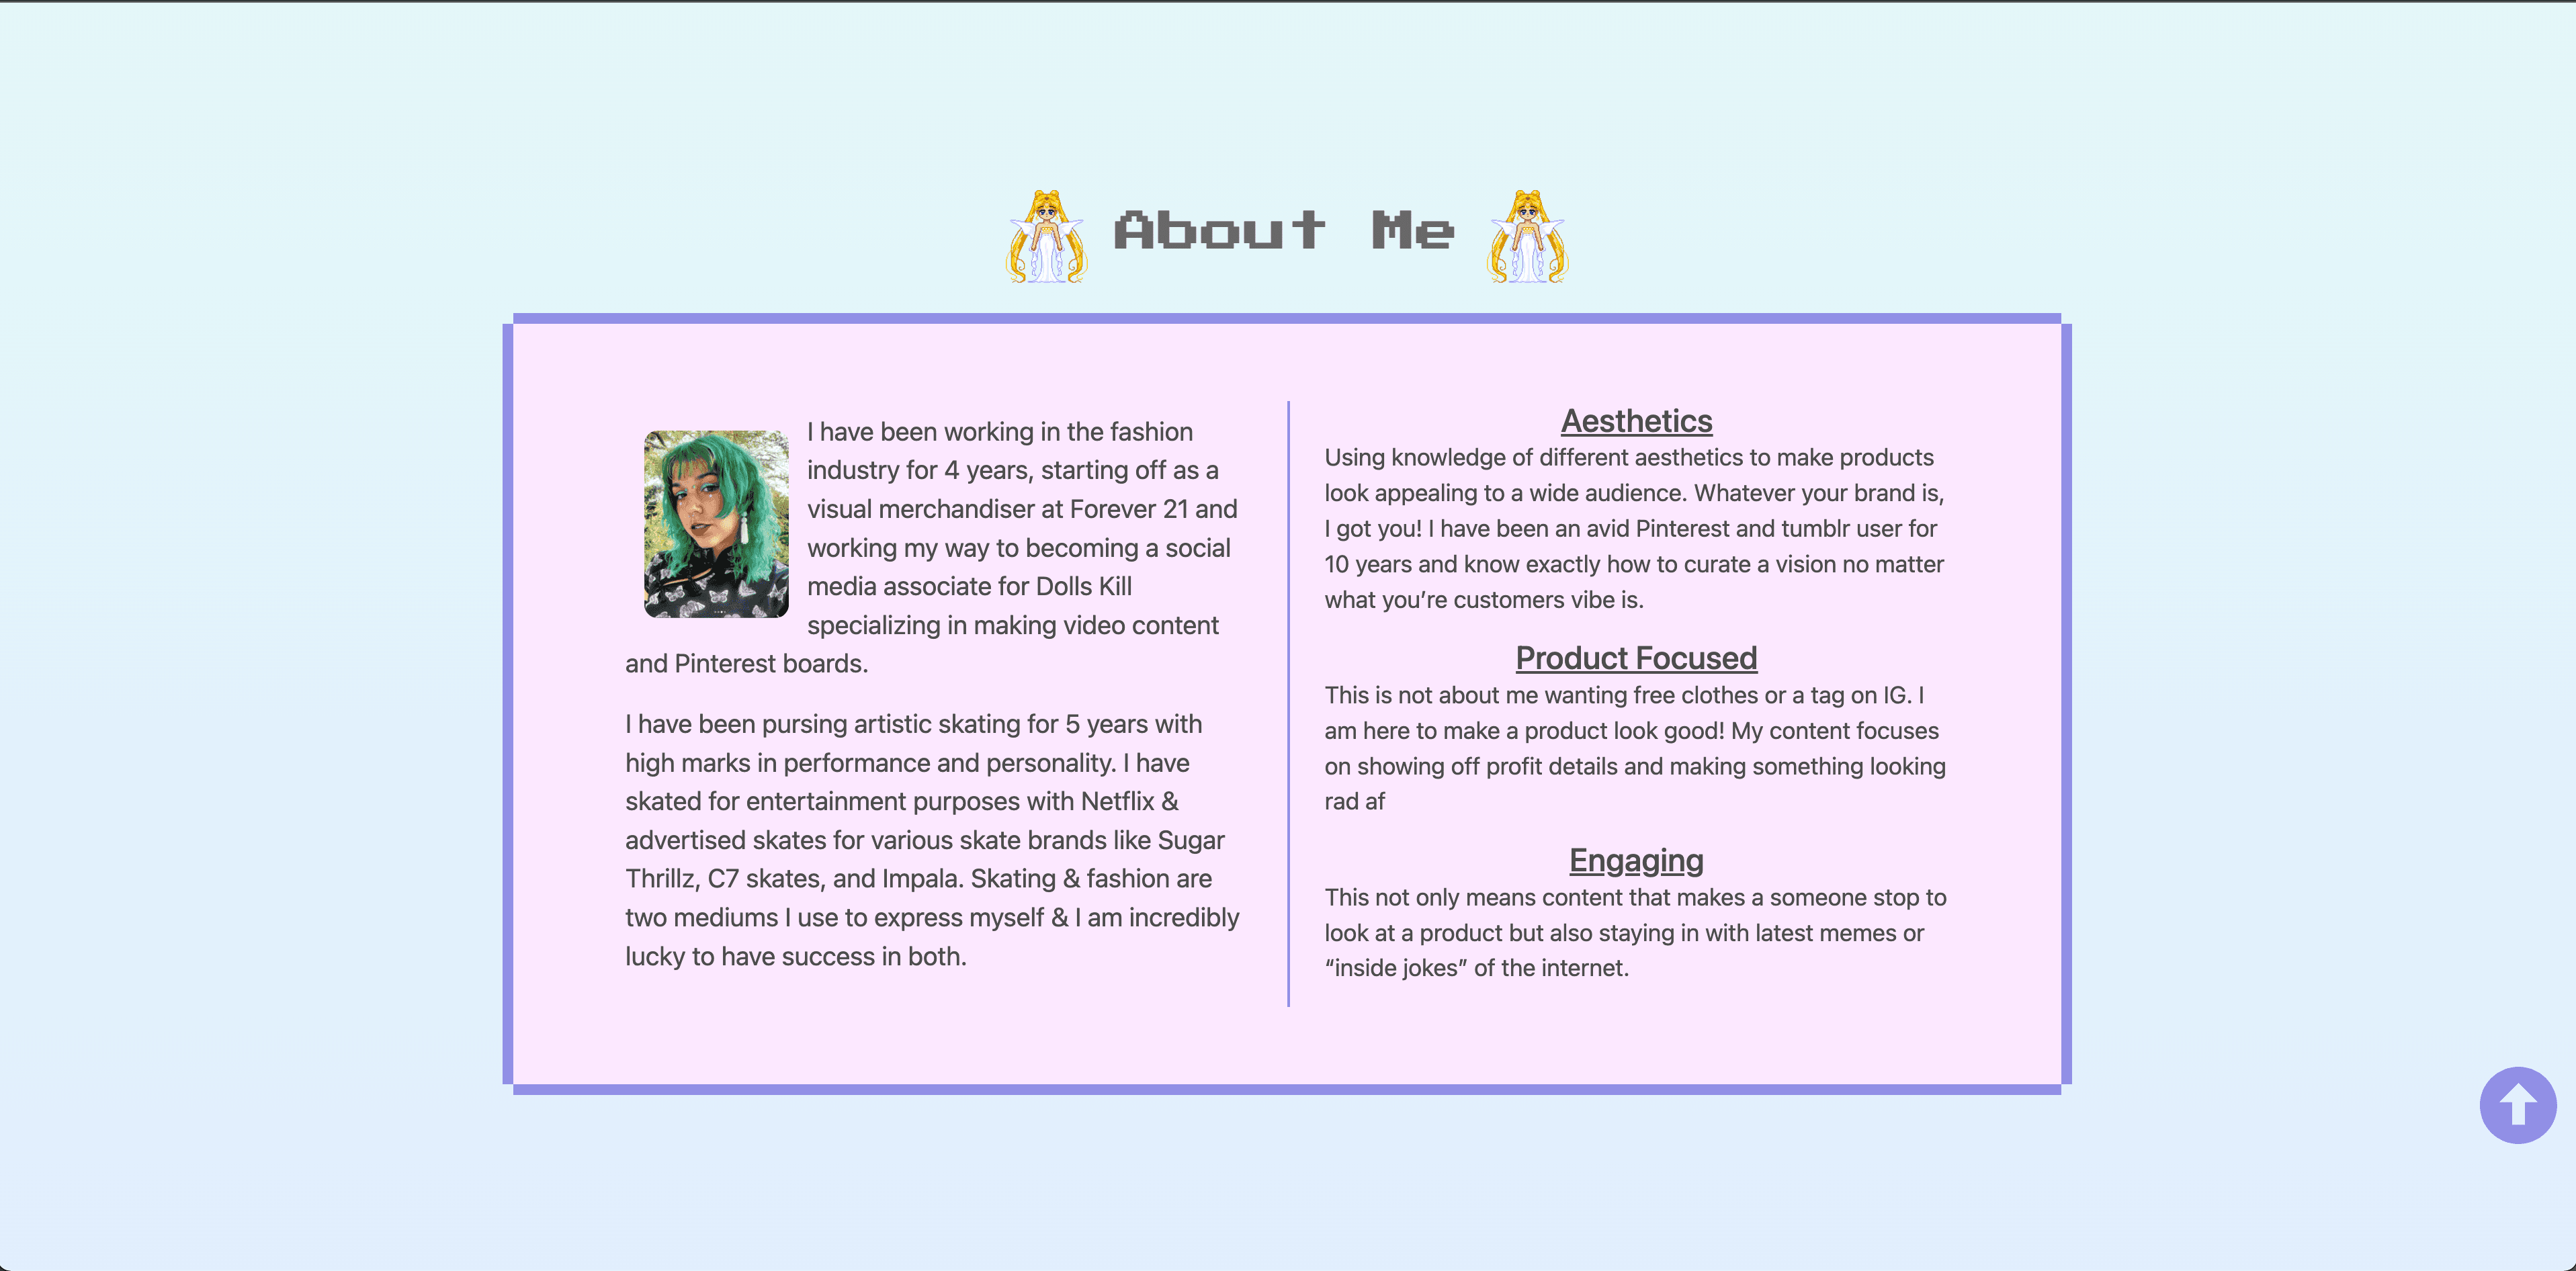 About Me
I have been working in the fashion
industry for 4 years, starting off as a
visual merchandiser at Forever 21 and
working my way to becoming a social
media associate for Dolls Kill
specializing in making video content
and Pinterest boards.
I have been pursing artistic skating for 5 years with
high marks in performance and personality. I have
skated for entertainment purposes with Netflix &
advertised skates for various skate brands like Sugar
Thrillz, C7 skates, and Impala. Skating & fashion are
two mediums I use to express myself & I am incredibly
lucky to have success in both.
Aesthetics
Using knowledge of different aesthetics to make products
look appealing to a wide audience. Whatever your brand is,
I got you! I have been an avid Pinterest and tumblr user for
10 years and know exactly how to curate a vision no matter
what you’re customers vibe is.
Product Focused
This is not about me wanting free clothes or a tag on IG. I
am here to make a product look good! My content focuses
on showing off profit details and making something looking
rad af
Engaging
This not only means content that makes a someone stop to
look at a product but also staying in with latest memes or
“inside jokes” of the internet.